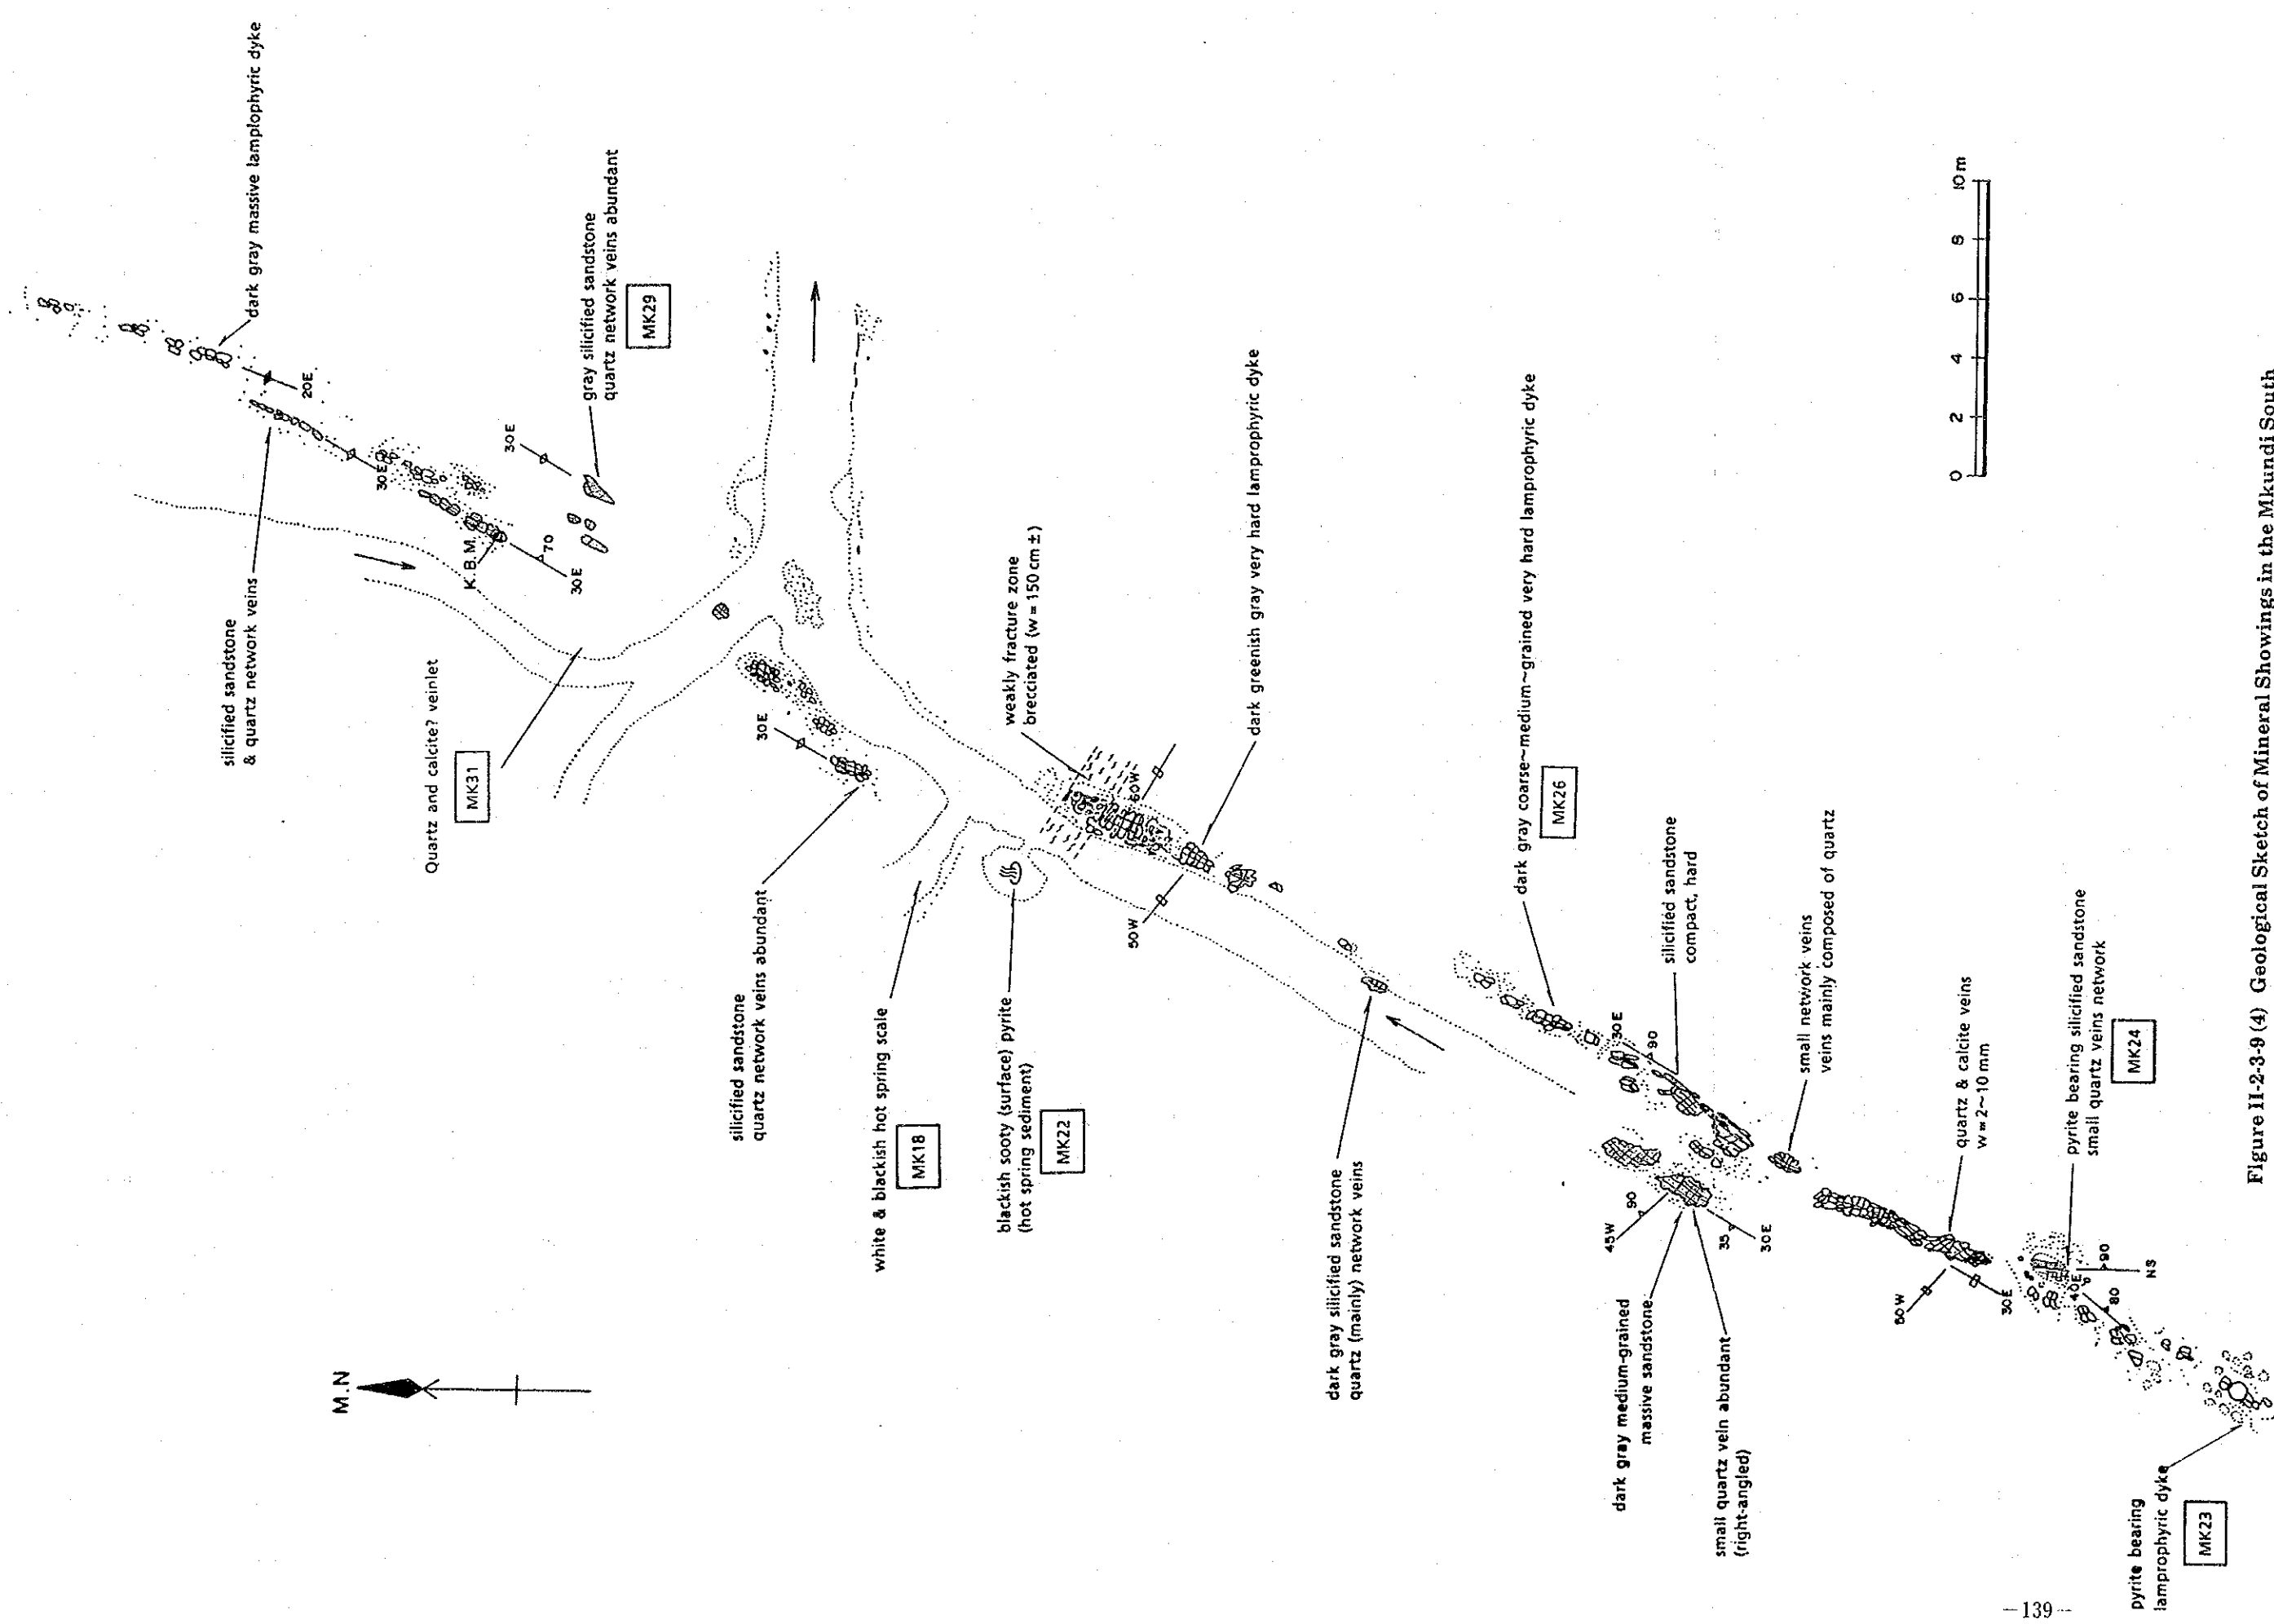 dark gray massive lamplophyric dyke
20E
silicified sandstone
& quartz network veins
30E
K.B.M.
70
30E
30E
gray silicified sandstone
quartz network veins abundant
MK29
Quartz and calcite? veinlet
MK31
30E
silicified sandstone
quartz network veins abundant
weakly fracture zone
brecciated (w = 150 cm ±)
60W
50W
dark greenish gray very hard lamprophyric dyke
white & blackish hot spring scale
MK18
blackish sooty (surface) pyrite
(hot spring sediment)
MK22
M.N
dark gray silicified sandstone
quartz (mainly) network veins
dark gray coarse~medium~grained very hard lamprophyric dyke
MK26
30E
90
silicified sandstone
compact, hard
45W
90
35
30E
dark gray medium-grained
massive sandstone
small quartz vein abundant
(right-angled)
small network veins
veins mainly composed of quartz
quartz & calcite veins
w = 2~10 mm
60W
30E
pyrite bearing silicified sandstone
small quartz veins network
MK24
90
NS
40E
80
pyrite bearing
lamprophyric dyke
MK23
0 2 4 6 8 10 m
Figure II-2-3-9 (4) Geological Sketch of Mineral Showings in the Mkundi South
—139—